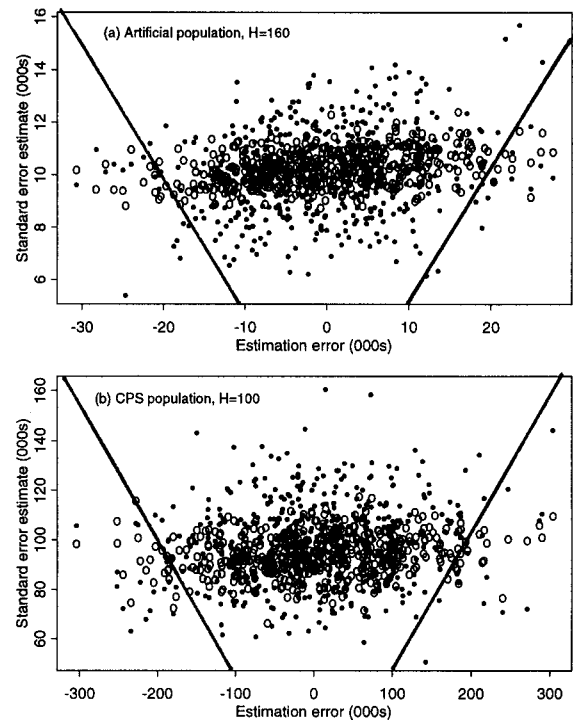 (a) Artificial population, H=160
Standard error estimate (000s)
16
14
12
10
8
6
-30 -20 -10 0 10 20
Estimation error (000s)
(b) CPS population, H=100
Standard error estimate (000s)
160
140
120
100
80
60
-300 -200 -100 0 100 200 300
Estimation error (000s)